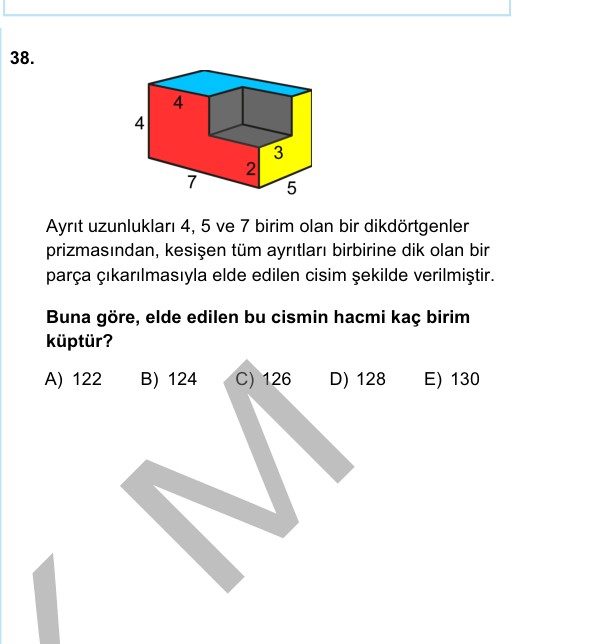 38.
4
4
3
2
7
5
Ayrıt uzunlukları 4, 5 ve 7 birim olan bir dikdörtgenler
prizmasından, kesişen tüm ayrıtları birbirine dik olan bir
parça çıkarılmasıyla elde edilen cisim şekilde verilmiştir.
Buna göre, elde edilen bu cismin hacmi kaç birim
küptür?
A) 122 B) 124 C) 126 D) 128 E) 130
M